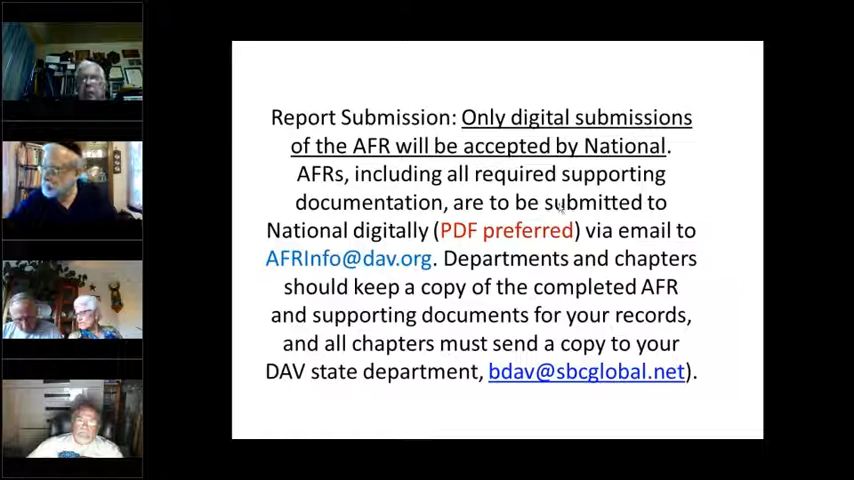 Report Submission: Only digital submissions
of the AFR will be accepted by National.
AFRs, including all required supporting
documentation, are to be submitted to
National digitally (PDF preferred) via email to
AFRInfo@dav.org. Departments and chapters
should keep a copy of the completed AFR
and supporting documents for your records,
and all chapters must send a copy to your
DAV state department, bdav@sbcglobal.net).